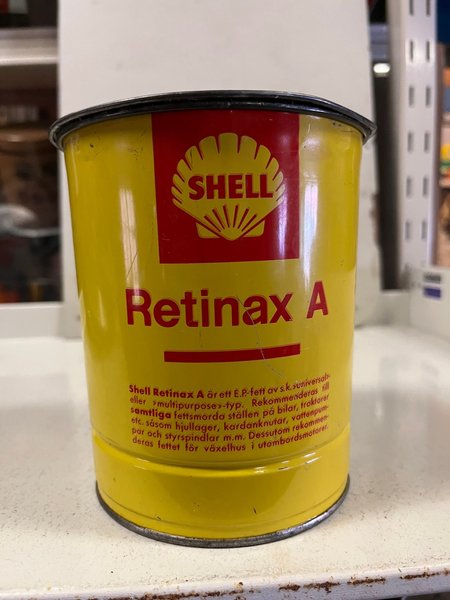 SHELL
Retinax A
Shell Retinax A är ett E.P.-fett av s.k. »universal»-
eller »multipurpose»-typ. Rekommenderas till
samtliga fettsmorda ställen på bilar, traktorer
etc. såsom hjullager, kardanknutar, vattenpum-
par och styrspindlar m.m. Dessutom rekommen-
deras fettet för växelhus i utombordsmotorer.